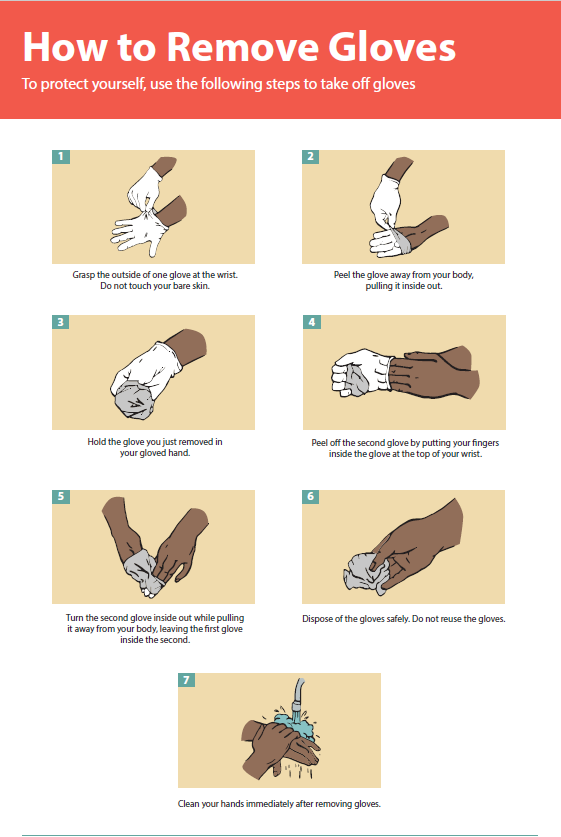 How to Remove Gloves
To protect yourself, use the following steps to take off gloves
1
Grasp the outside of one glove at the wrist.
Do not touch your bare skin.
2
Peel the glove away from your body,
pulling it inside out.
3
Hold the glove you just removed in
your gloved hand.
4
Peel off the second glove by putting your fingers
inside the glove at the top of your wrist.
5
Turn the second glove inside out while pulling
it away from your body, leaving the first glove
inside the second.
6
Dispose of the gloves safely. Do not reuse the gloves.
7
Clean your hands immediately after removing gloves.